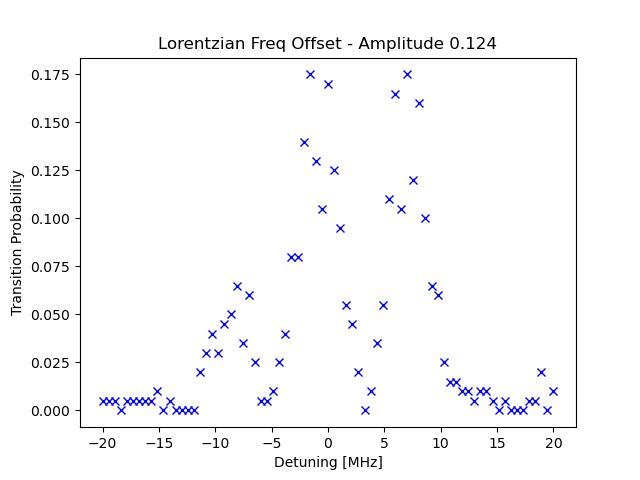 Lorentzian Freq Offset - Amplitude 0.124
Transition Probability
0.175
0.150
0.125
0.100
0.075
0.050
0.025
0.000
−20 −15 −10 −5 0 5 10 15 20
Detuning [MHz]